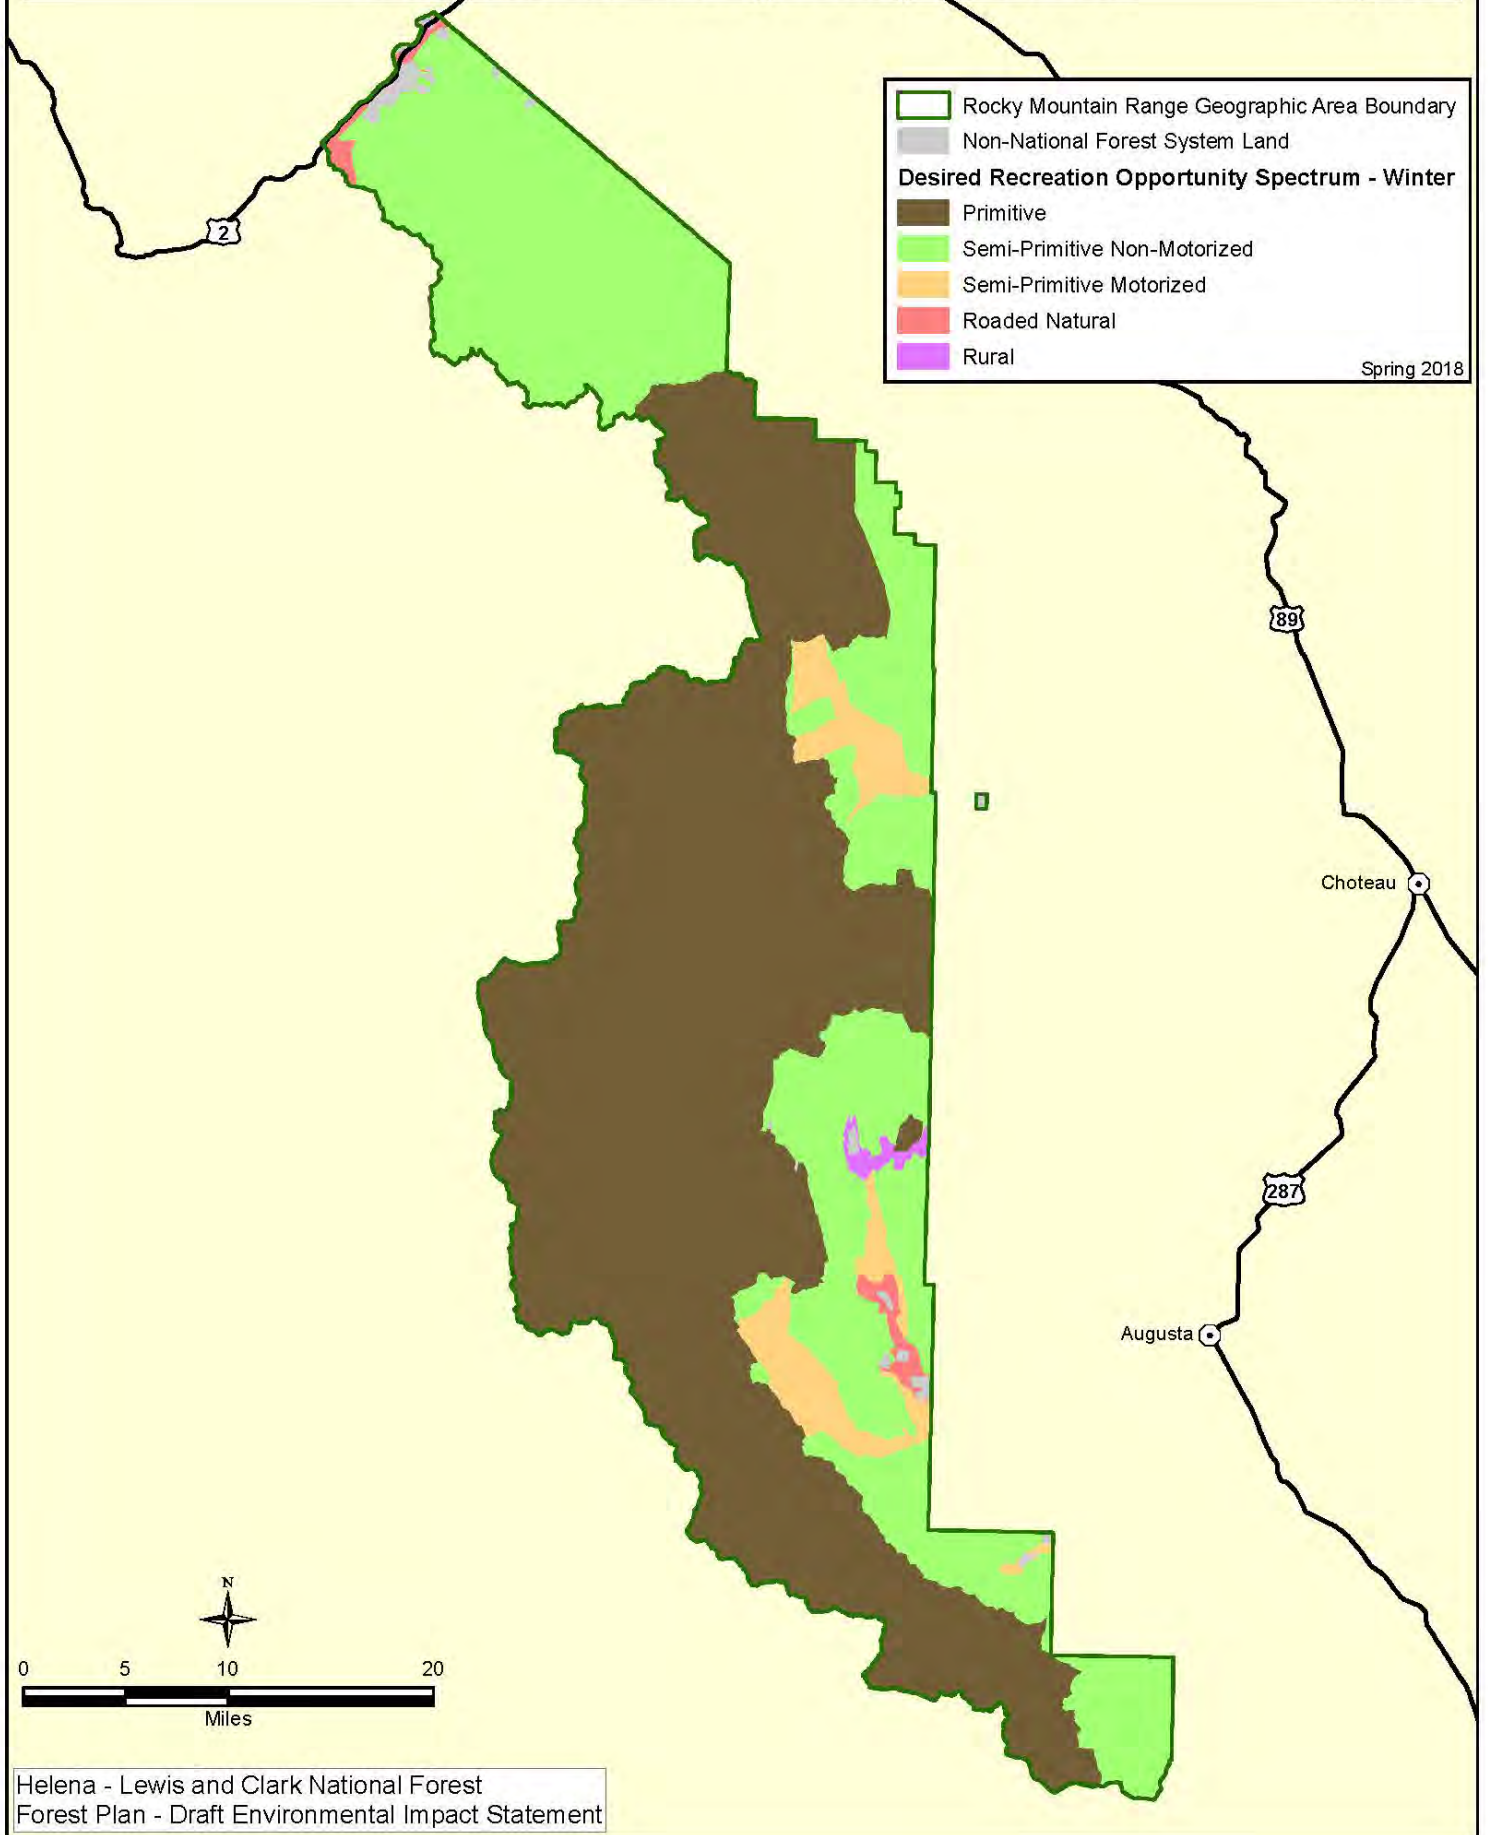 Rocky Mountain Range Geographic Area Boundary
Non-National Forest System Land
Desired Recreation Opportunity Spectrum - Winter
Primitive
Semi-Primitive Non-Motorized
Semi-Primitive Motorized
Roaded Natural
Rural
Spring 2018
2
89
Choteau
287
Augusta
N
0 5 10 20
Miles
Helena - Lewis and Clark National Forest
Forest Plan - Draft Environmental Impact Statement